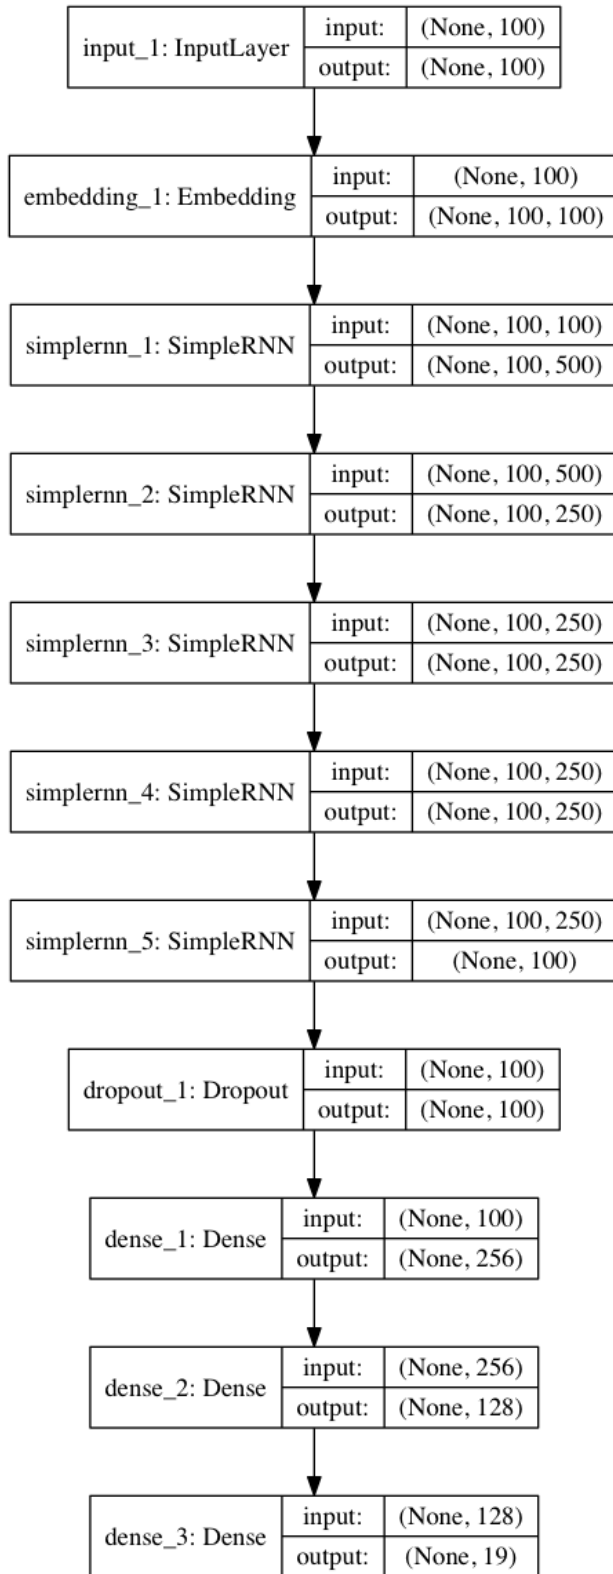 input_1: InputLayer
input: (None, 100)
output: (None, 100)
embedding_1: Embedding
input: (None, 100)
output: (None, 100, 100)
simplernn_1: SimpleRNN
input: (None, 100, 100)
output: (None, 100, 500)
simplernn_2: SimpleRNN
input: (None, 100, 500)
output: (None, 100, 250)
simplernn_3: SimpleRNN
input: (None, 100, 250)
output: (None, 100, 250)
simplernn_4: SimpleRNN
input: (None, 100, 250)
output: (None, 100, 250)
simplernn_5: SimpleRNN
input: (None, 100, 250)
output: (None, 100)
dropout_1: Dropout
input: (None, 100)
output: (None, 100)
dense_1: Dense
input: (None, 100)
output: (None, 256)
dense_2: Dense
input: (None, 256)
output: (None, 128)
dense_3: Dense
input: (None, 128)
output: (None, 19)